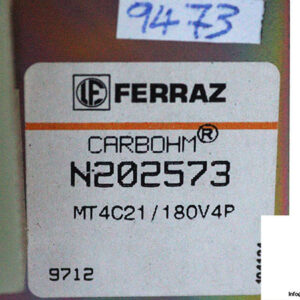 9473
FERRAZ
CARBOHM®
N202573
MT4C21/180V4P
9712